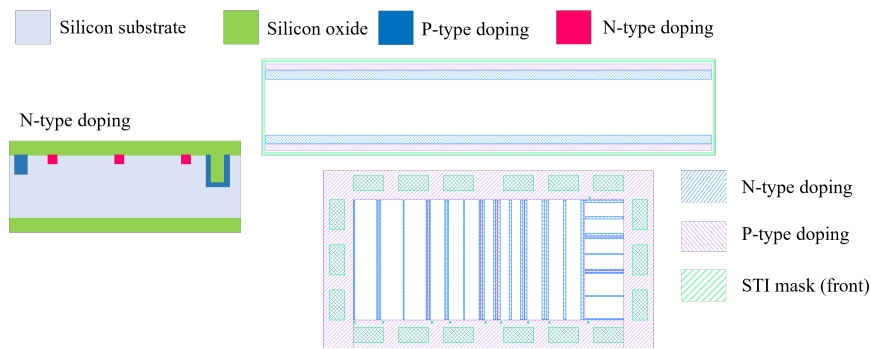 Silicon substrate
Silicon oxide
P-type doping
N-type doping
N-type doping
N-type doping
P-type doping
STI mask (front)